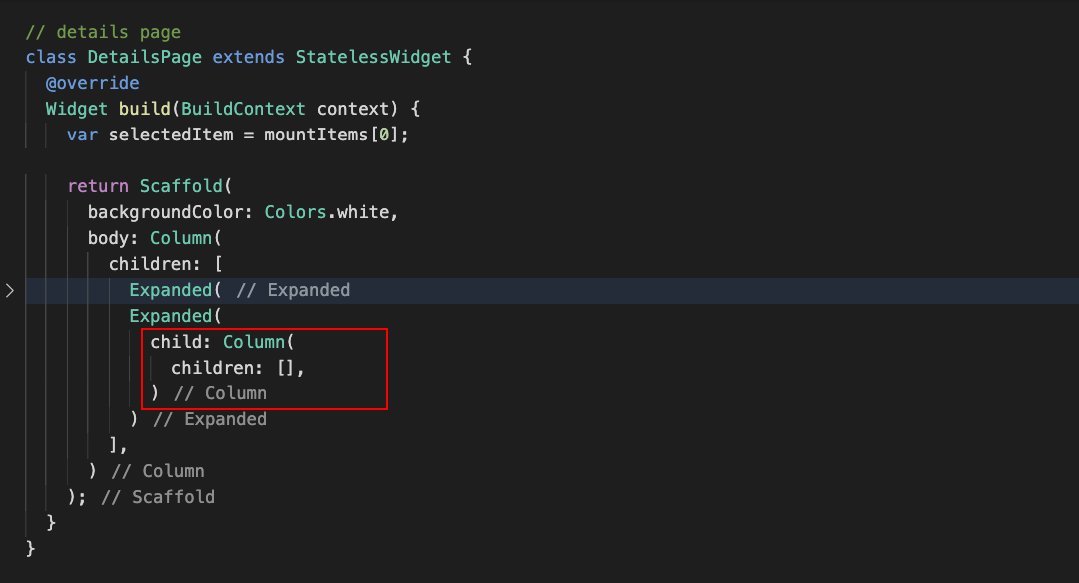 // details page
class DetailsPage extends StatelessWidget {
  @override
  Widget build(BuildContext context) {
    var selectedItem = mountItems[0];

    return Scaffold(
      backgroundColor: Colors.white,
      body: Column(
        children: [
          Expanded( // Expanded
          Expanded(
            child: Column(
              children: [],
            ) // Column
          ) // Expanded
        ],
      ) // Column
    ); // Scaffold
  }
}